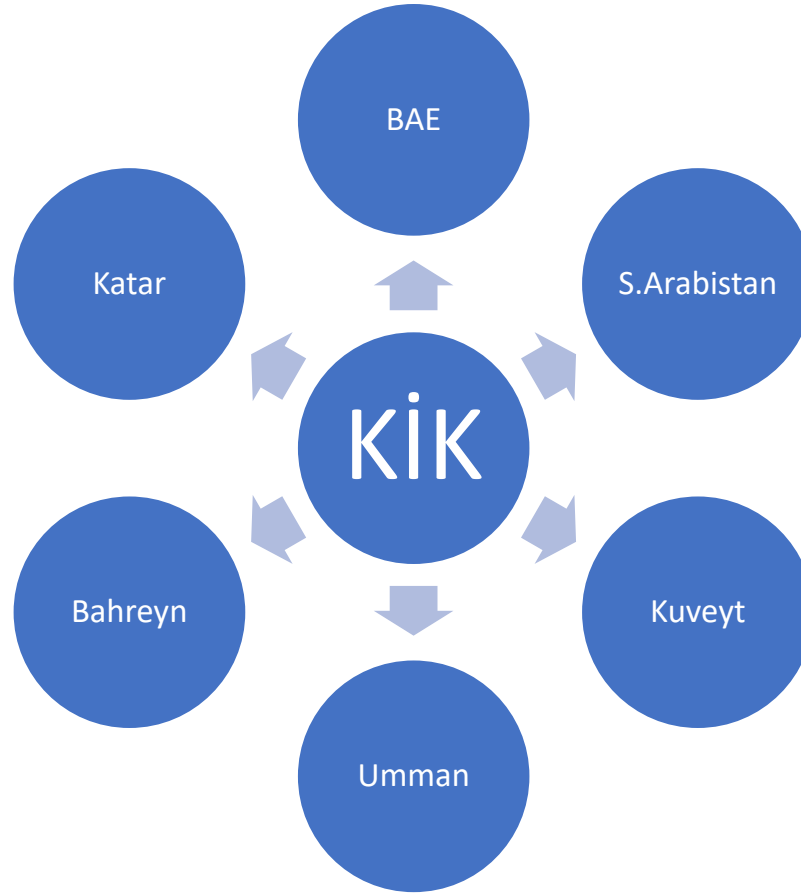 BAE
Katar
S.Arabistan
KİK
Bahreyn
Kuveyt
Umman